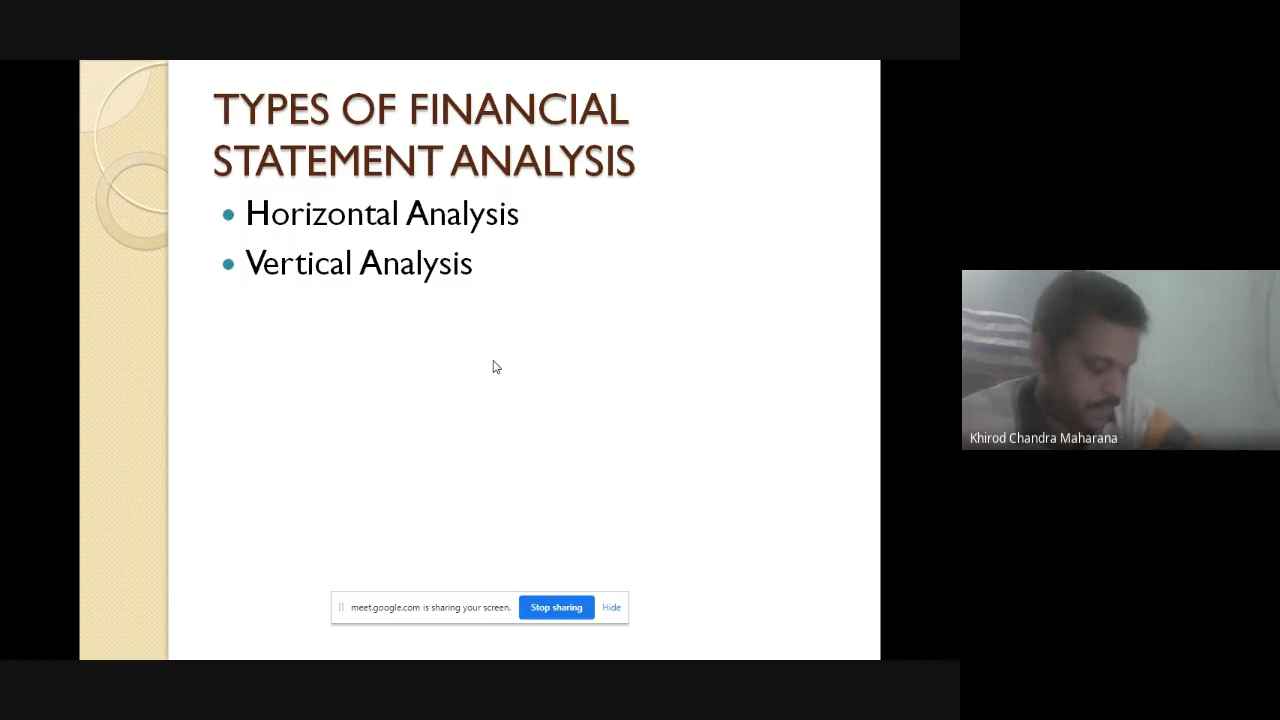 TYPES OF FINANCIAL
STATEMENT ANALYSIS
Horizontal Analysis
Vertical Analysis
meet.google.com is sharing your screen. Stop sharing Hide
Khirod Chandra Maharana